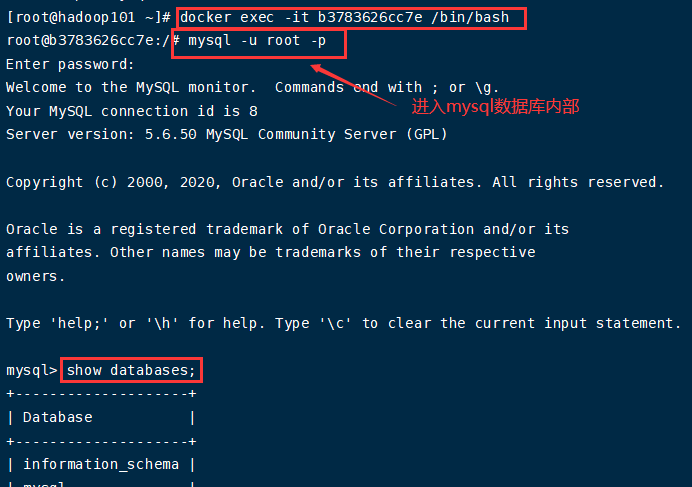 [root@hadoop101 ~]# docker exec -it b3783626cc7e /bin/bash
root@b3783626cc7e:/# mysql -u root -p
Enter password:
Welcome to the MySQL monitor.  Commands end with ; or \g.
进入mysql数据库内部
Your MySQL connection id is 8
Server version: 5.6.50 MySQL Community Server (GPL)
Copyright (c) 2000, 2020, Oracle and/or its affiliates. All rights reserved.
Oracle is a registered trademark of Oracle Corporation and/or its
affiliates. Other names may be trademarks of their respective
owners.
Type 'help;' or '\h' for help. Type '\c' to clear the current input statement.
mysql> show databases;
+--------------------+
| Database           |
+--------------------+
| information_schema |
| mysql              |